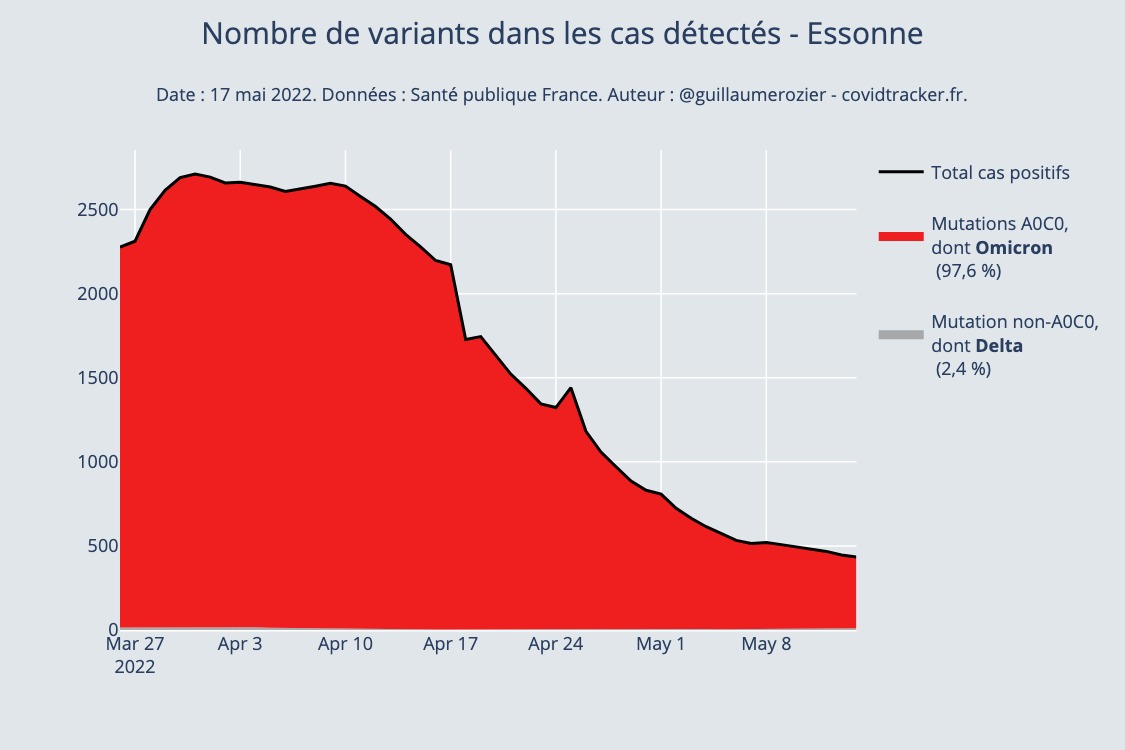 Nombre de variants dans les cas détectés - Essonne
Date : 17 mai 2022. Données : Santé publique France. Auteur : @guillaumerozier - covidtracker.fr.
Total cas positifs
Mutations A0C0,
dont Omicron
(97,6 %)
Mutation non-A0C0,
dont Delta
(2,4 %)
2500
2000
1500
1000
500
0
Mar 27 Apr 3 Apr 10 Apr 17 Apr 24 May 1 May 8
2022